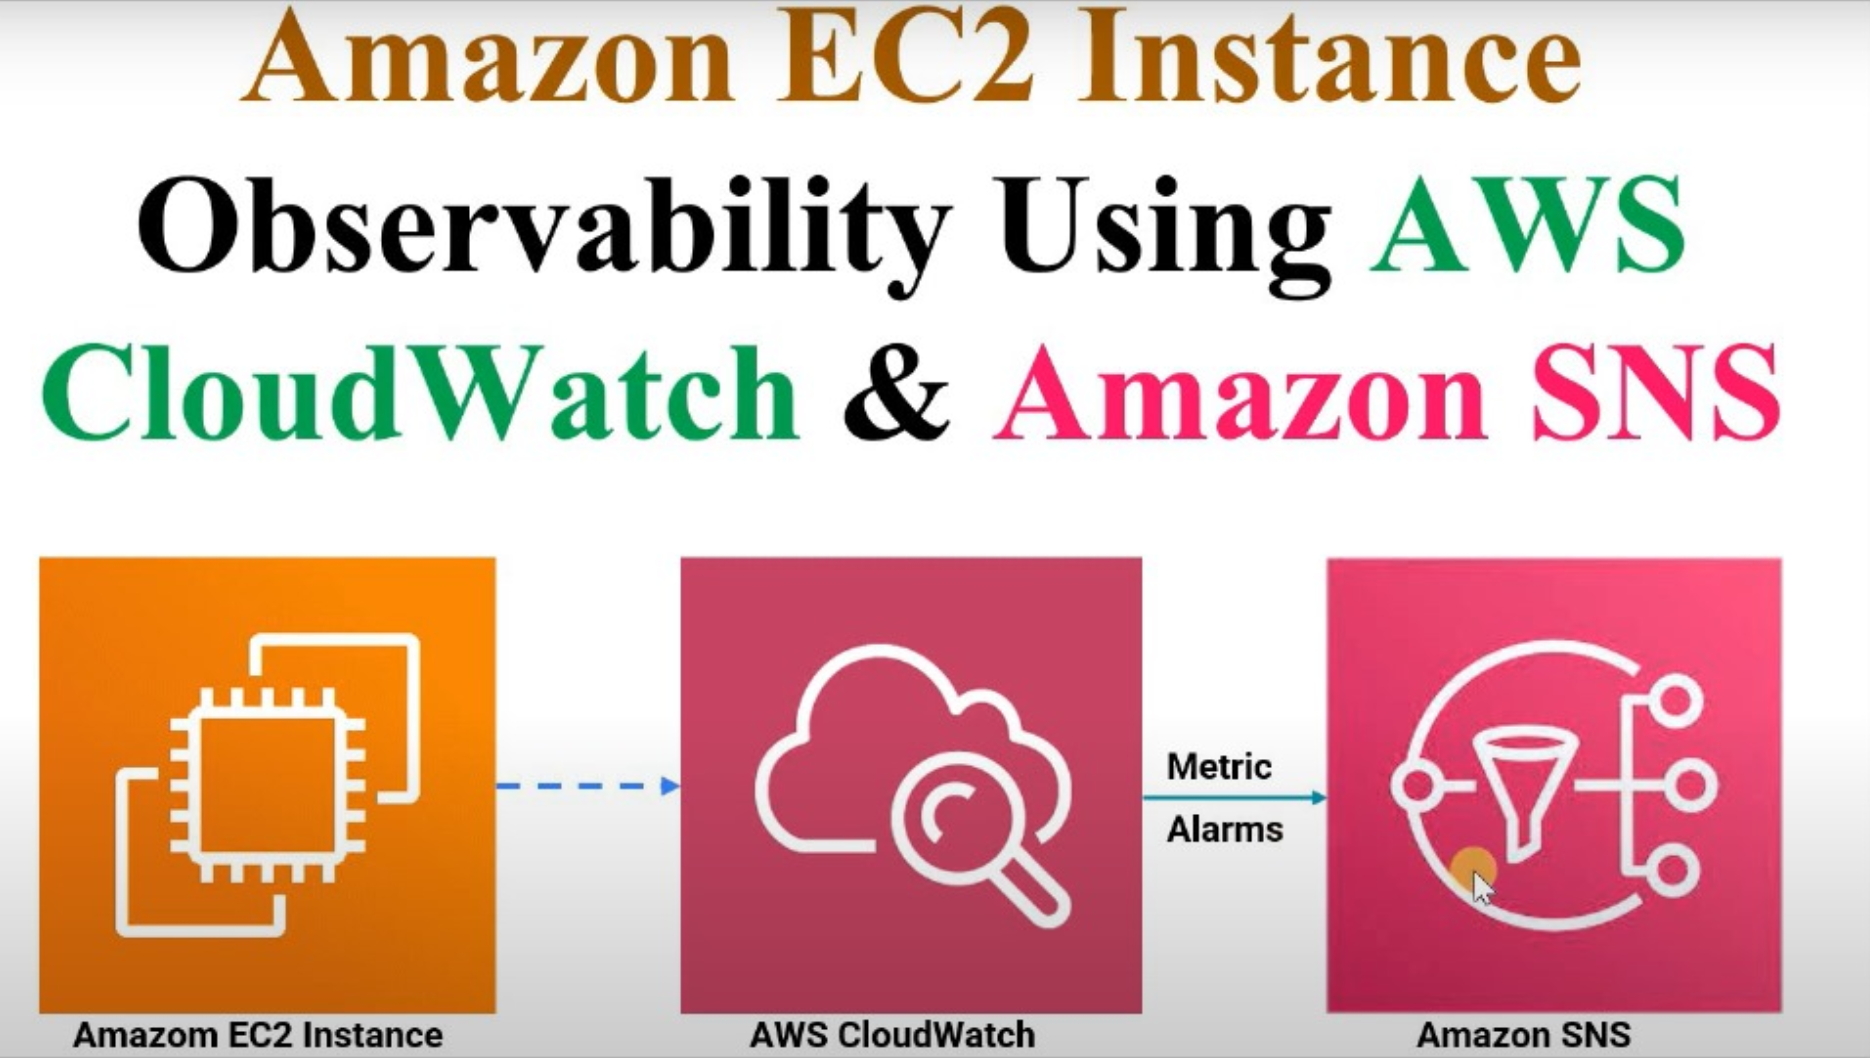 Amazon EC2 Instance
Observability Using AWS
CloudWatch & Amazon SNS
Metric
Alarms
Amazom EC2 Instance
AWS CloudWatch
Amazon SNS